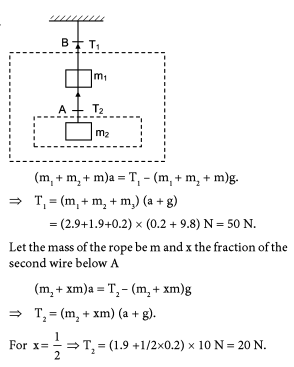 B T₁
m₁
A T₂
m₂
(m₁ + m₂ + m)a = T₁ – (m₁ + m₂ + m)g.
⇒ T₁ = (m₁ + m₂ + m₃) (a + g)
= (2.9+1.9+0.2) × (0.2 + 9.8) N = 50 N.
Let the mass of the rope be m and x the fraction of the
second wire below A
(m₂ + xm)a = T₂ – (m₂ + xm)g
⇒ T₂ = (m₂ + xm) (a + g).
For x= 1/2 ⇒ T₂ = (1.9 +1/2×0.2) × 10 N = 20 N.